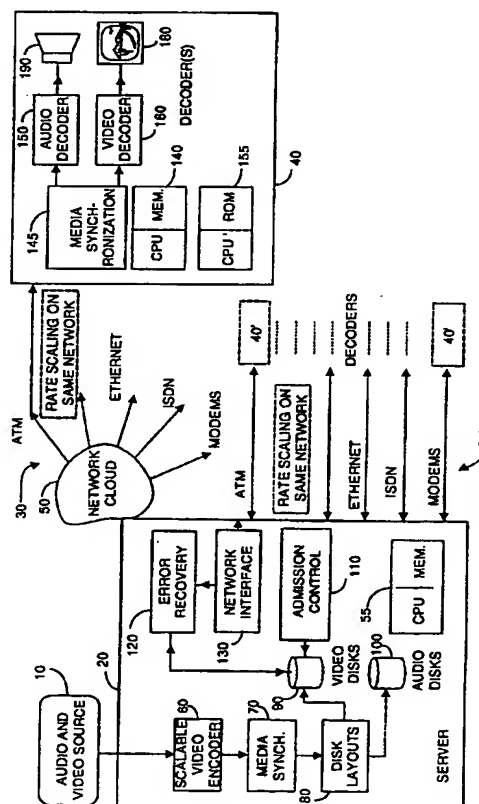 10
AUDIO AND
VIDEO SOURCE
20
SCALABLE
VIDEO
ENCODER
60
MEDIA
SYNCH.
70
DISK
LAYOUTS
80
120
ERROR
RECOVERY
NETWORK
INTERFACE
130
ADMISSION
CONTROL
110
90
VIDEO DISKS
100
AUDIO
DISKS
55
CPU
MEM.
SERVER
30
50
NETWORK
CLOUD
ATM
RATE SCALING ON
SAME NETWORK
ETHERNET
ISDN
MODEMS
ATM
RATE SCALING ON
SAME NETWORK
ETHERNET
ISDN
MODEMS
40'
DECODERS
40'
145
MEDIA
SYNCH-
RONIZATION
150
AUDIO
DECODER
190
VIDEO
DECODER
160
180
CPU
MEM.
140
CPU'
ROM
155
DECODER(S)
40